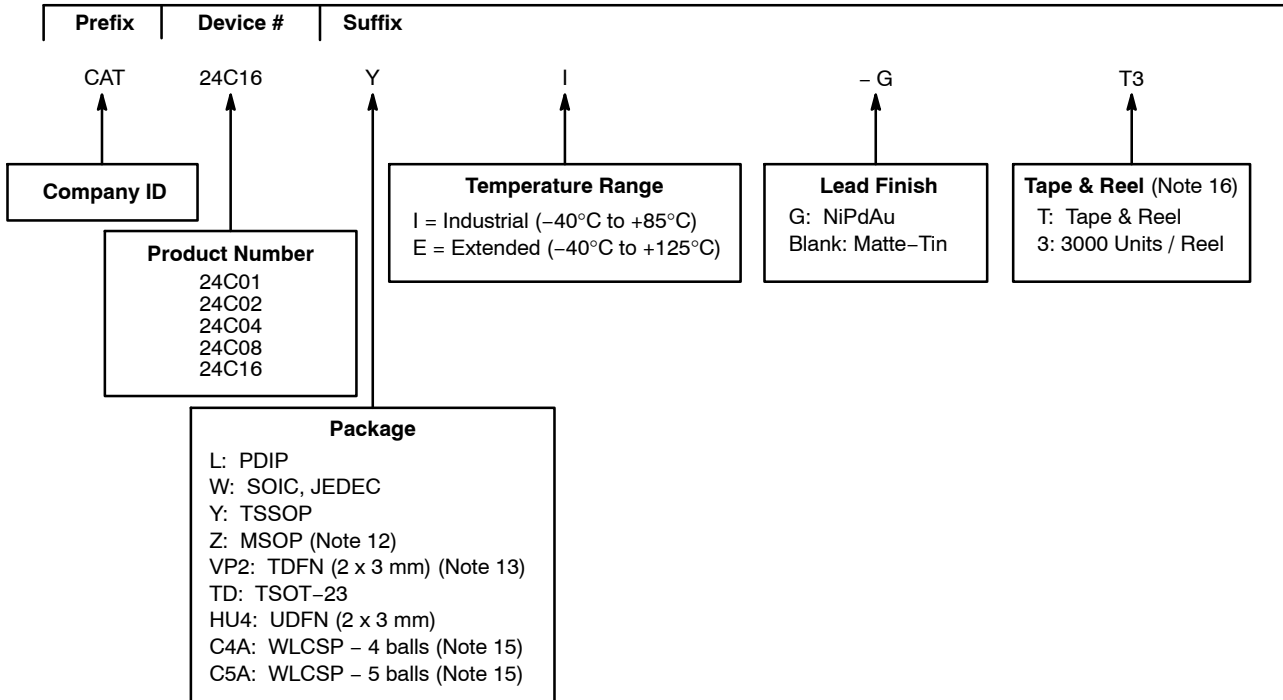 Prefix Device # Suffix
CAT 24C16 Y I – G T3
Company ID
Product Number
24C01
24C02
24C04
24C08
24C16
Package
L: PDIP
W: SOIC, JEDEC
Y: TSSOP
Z: MSOP (Note 12)
VP2: TDFN (2 x 3 mm) (Note 13)
TD: TSOT−23
HU4: UDFN (2 x 3 mm)
C4A: WLCSP – 4 balls (Note 15)
C5A: WLCSP – 5 balls (Note 15)
Temperature Range
I = Industrial (−40°C to +85°C)
E = Extended (−40°C to +125°C)
Lead Finish
G: NiPdAu
Blank: Matte−Tin
Tape & Reel (Note 16)
T: Tape & Reel
3: 3000 Units / Reel